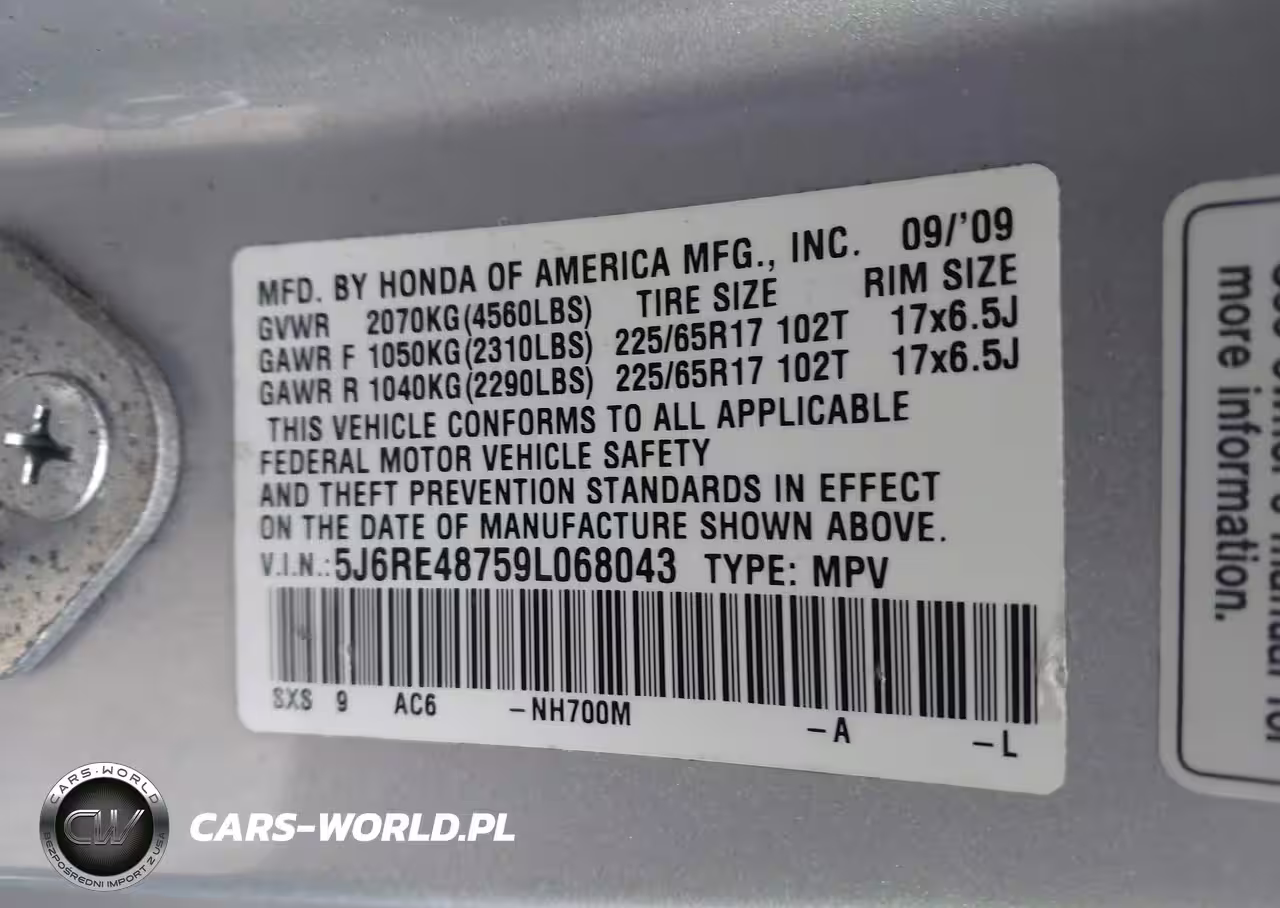 MFD. BY HONDA OF AMERICA MFG., INC. 09/'09
GVWR 2070KG(4560LBS) TIRE SIZE RIM SIZE
GAWR F 1050KG(2310LBS) 225/65R17 102T 17x6.5J
GAWR R 1040KG(2290LBS) 225/65R17 102T 17x6.5J
THIS VEHICLE CONFORMS TO ALL APPLICABLE
FEDERAL MOTOR VEHICLE SAFETY
AND THEFT PREVENTION STANDARDS IN EFFECT
ON THE DATE OF MANUFACTURE SHOWN ABOVE.
V.I.N.: 5J6RE48759L068043 TYPE: MPV
SXS 9 AC6 -NH700M -A -L
more information.
CARS-WORLD
CW
BEZPOŚREDNI IMPORT Z USA
CARS-WORLD.PL